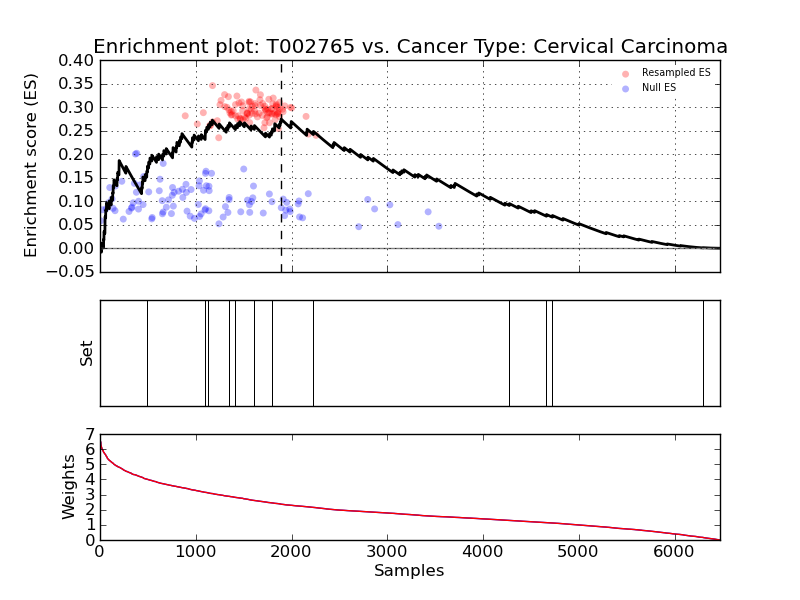 Enrichment plot: T002765 vs. Cancer Type: Cervical Carcinoma
Enrichment score (ES)
0.40
0.35
0.30
0.25
0.20
0.15
0.10
0.05
0.00
−0.05
Resampled ES
Null ES
Set
Weights
7
6
5
4
3
2
1
0
0 1000 2000 3000 4000 5000 6000
Samples